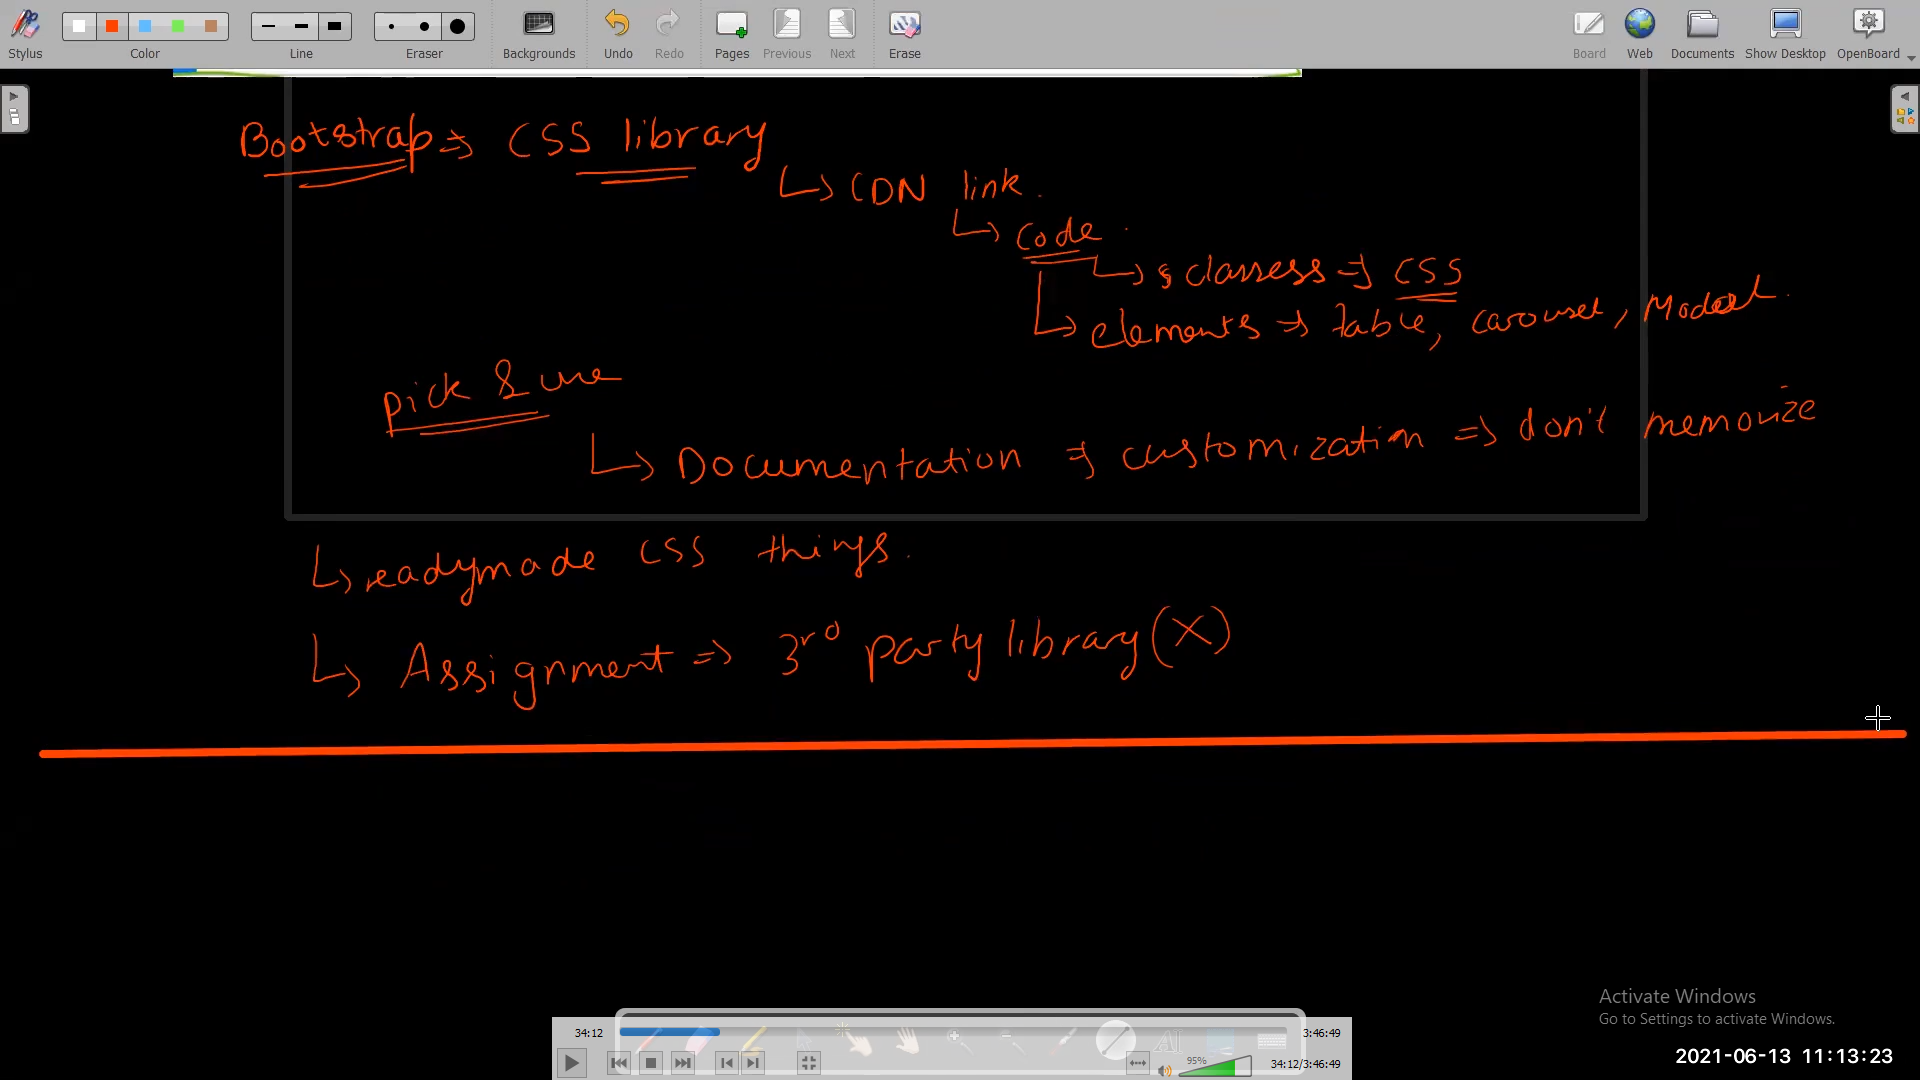 Stylus Color Line Eraser Backgrounds Undo Redo Pages Previous Next Erase Board Web Documents Show Desktop OpenBoard
Bootstrap => CSS library
↳ CDN link.
↳ code.
↳ classess => CSS
↳ elements => table, carousel, Modal.
pick & use
↳ Documentation => customization => don't memorize
↳ readymade CSS things.
↳ Assignment => 3rd party library (X)
Activate Windows
Go to Settings to activate Windows.
34:12 3:46:49
95% 34:12/3:46:49
2021-06-13 11:13:23